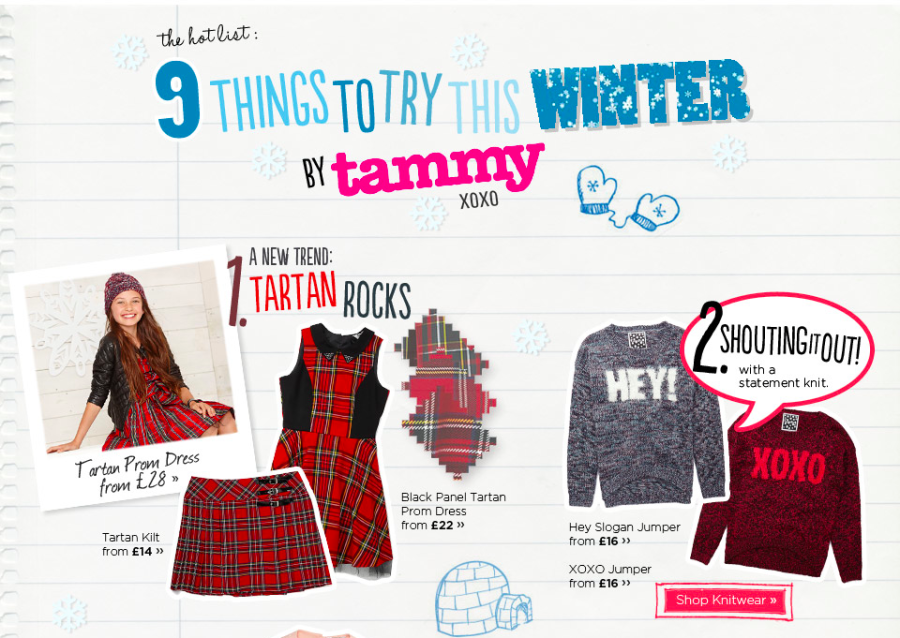 the hot list:
9 THINGS TO TRY THIS WINTER
BY tammy
XOXO
1. A NEW TREND:
TARTAN ROCKS
Tartan Prom Dress
from £28 »
Tartan Kilt
from £14 »
Black Panel Tartan
Prom Dress
from £22 »
HEY!
2. SHOUTING IT OUT!
with a
statement knit.
XOXO
Hey Slogan Jumper
from £16 »
XOXO Jumper
from £16 »
Shop Knitwear »